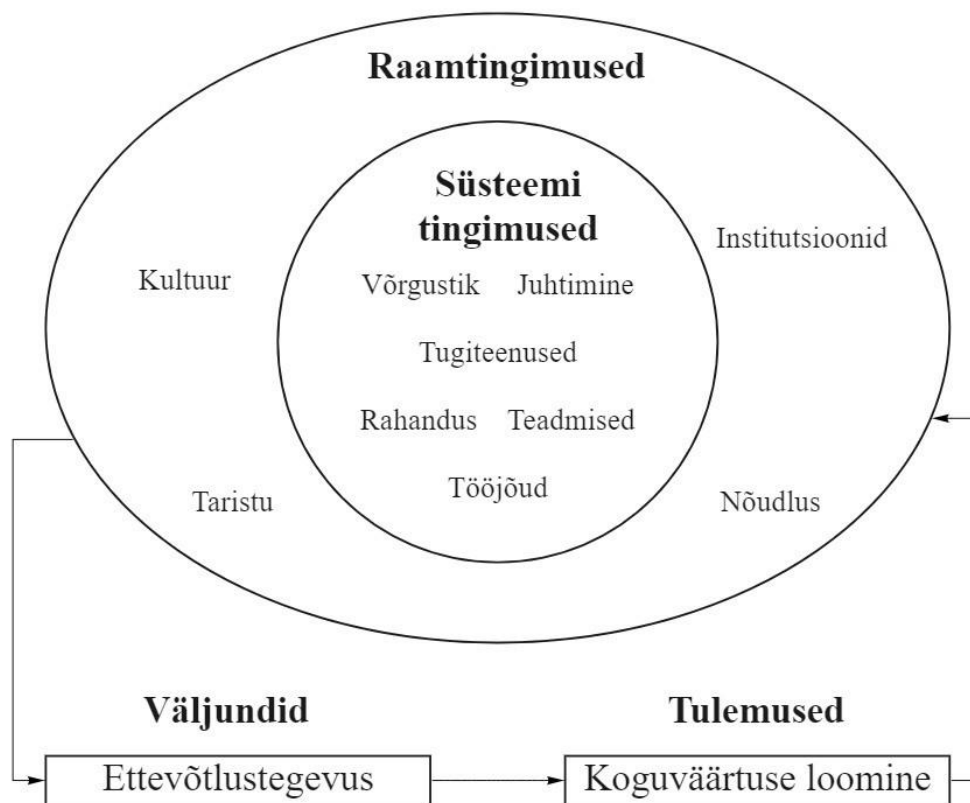 Raamtingimused
Süsteemi
tingimused
Institutsioonid
Kultuur
Võrgustik Juhtimine
Tugiteenused
Rahandus Teadmised
Tööjõud
Taristu
Nõudlus
Väljundid
Tulemused
Ettevõtlustegevus
Koguväärtuse loomine